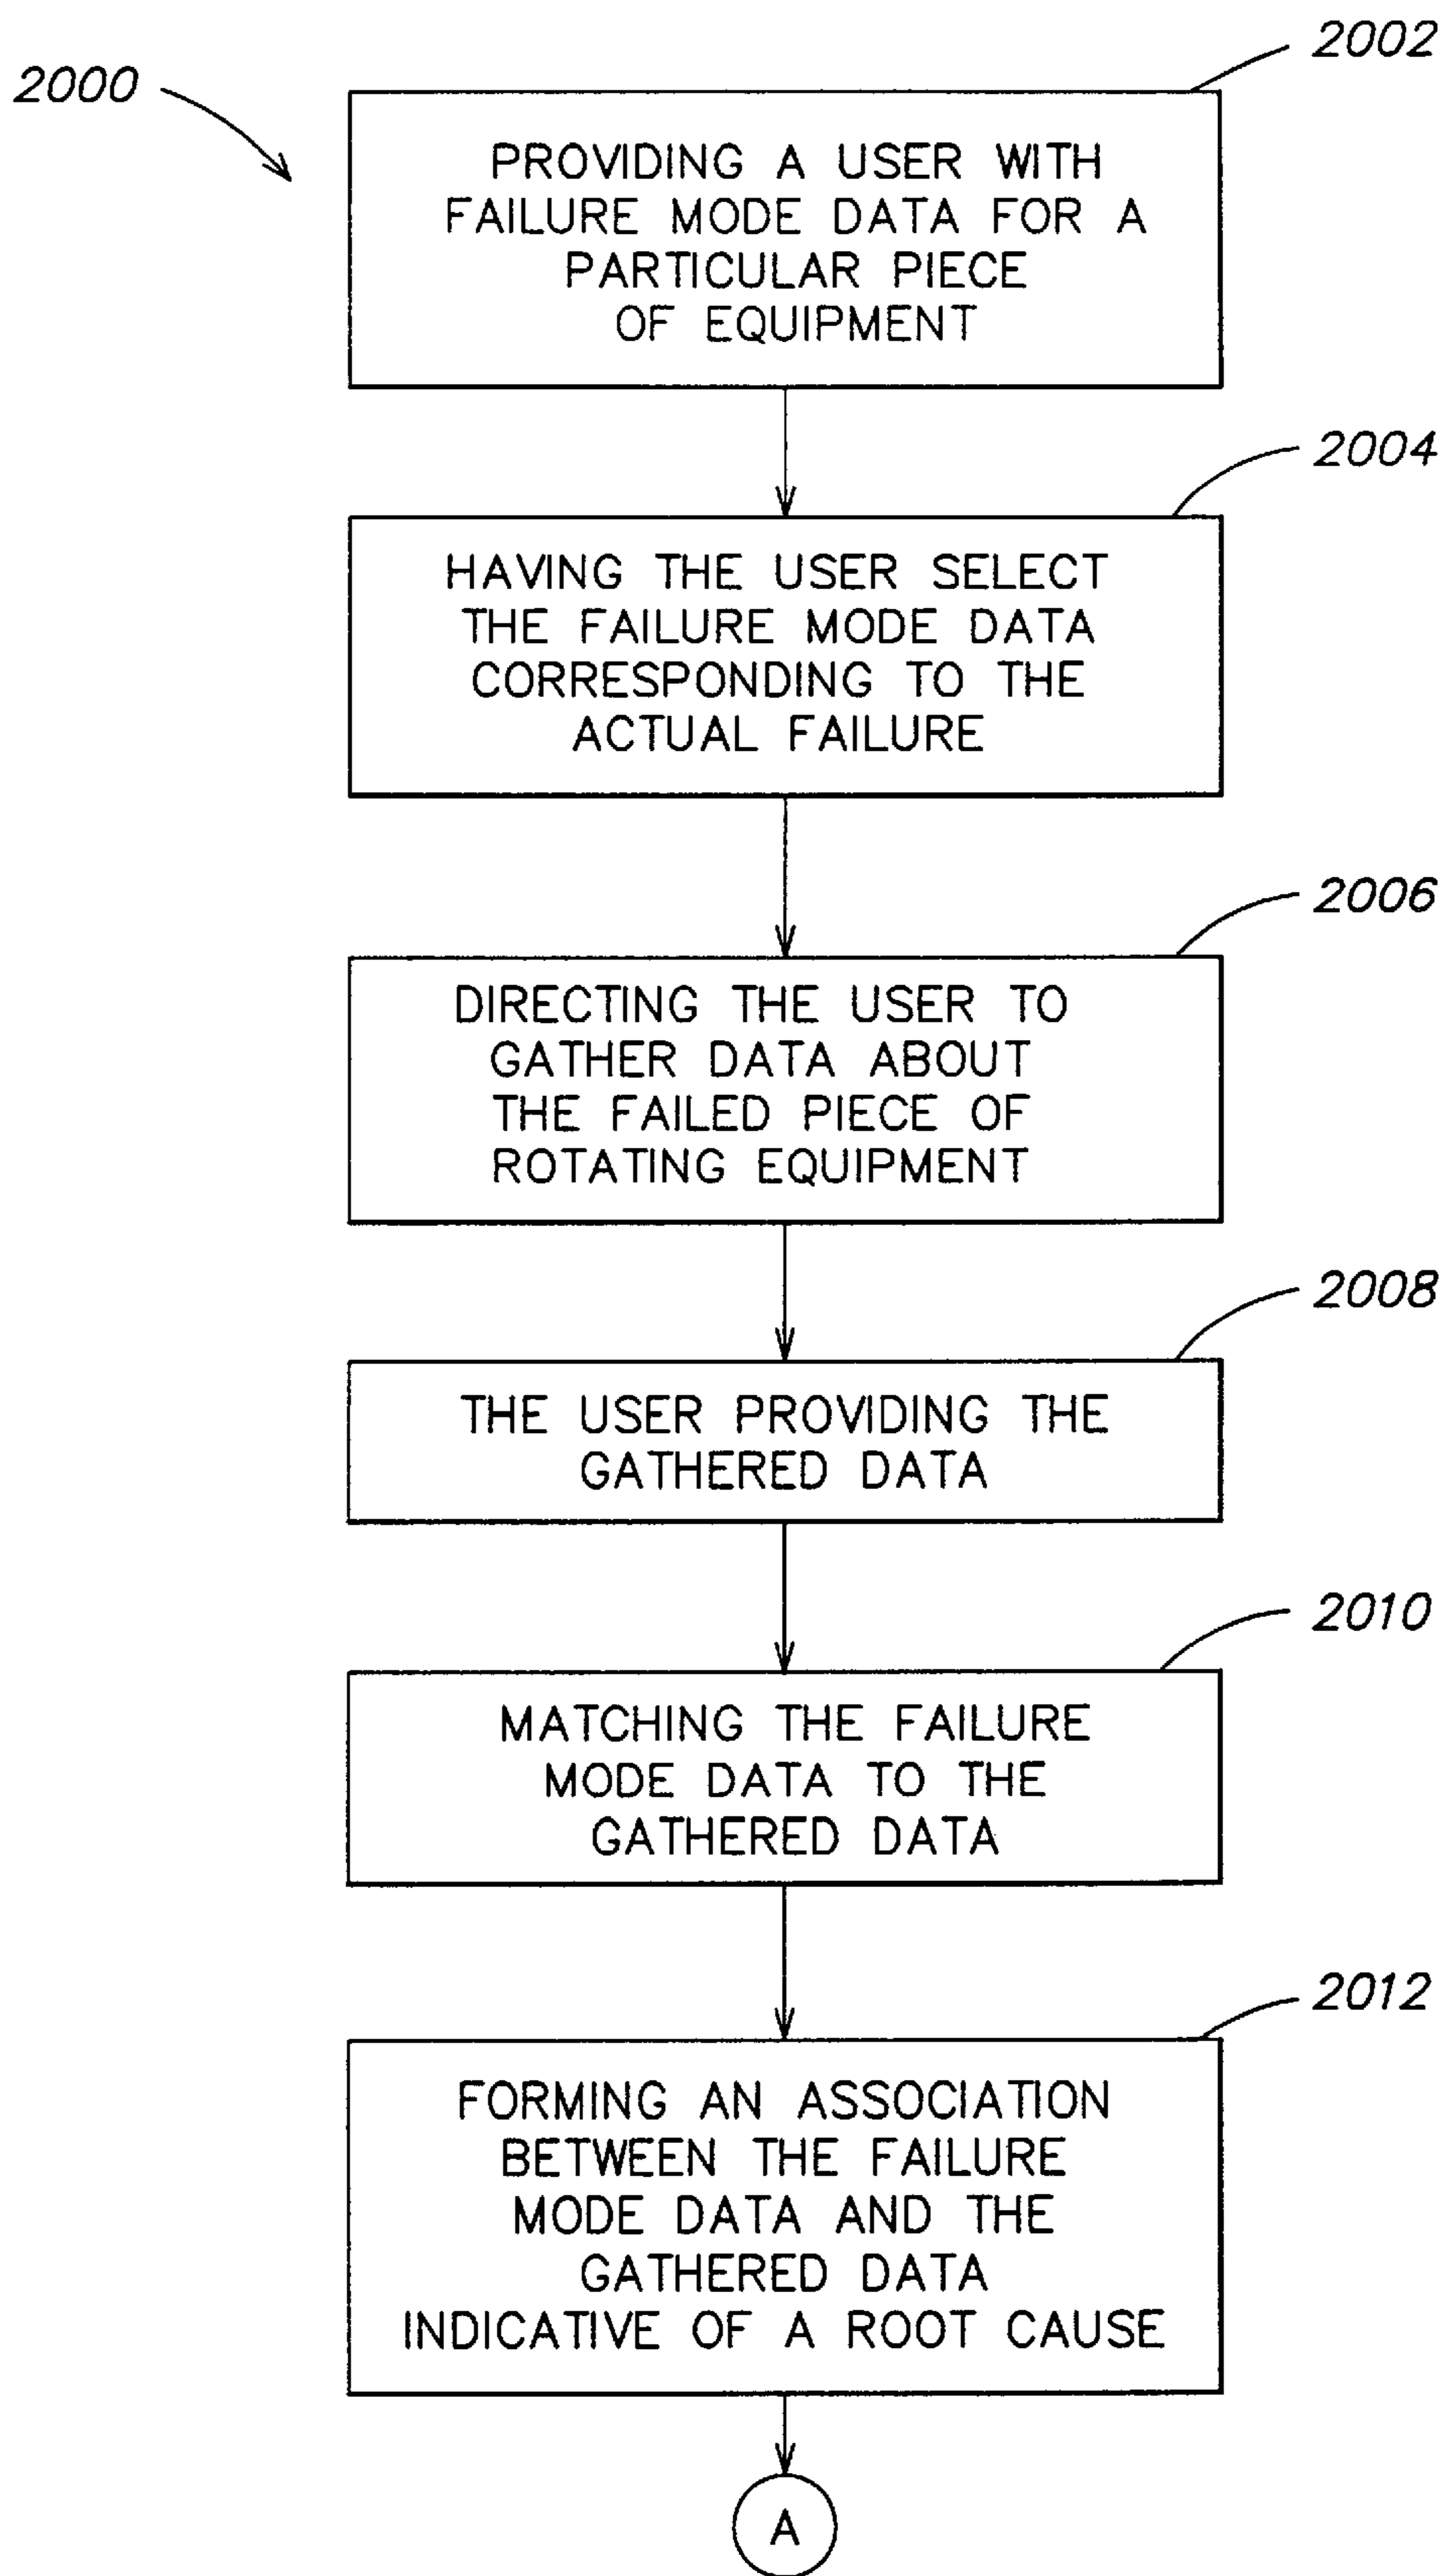 2002
2000
PROVIDING A USER WITH
FAILURE MODE DATA FOR A
PARTICULAR PIECE
OF EQUIPMENT
2004
HAVING THE USER SELECT
THE FAILURE MODE DATA
CORRESPONDING TO THE
ACTUAL FAILURE
2006
DIRECTING THE USER TO
GATHER DATA ABOUT
THE FAILED PIECE OF
ROTATING EQUIPMENT
2008
THE USER PROVIDING THE
GATHERED DATA
2010
MATCHING THE FAILURE
MODE DATA TO THE
GATHERED DATA
2012
FORMING AN ASSOCIATION
BETWEEN THE FAILURE
MODE DATA AND THE
GATHERED DATA
INDICATIVE OF A ROOT CAUSE
A